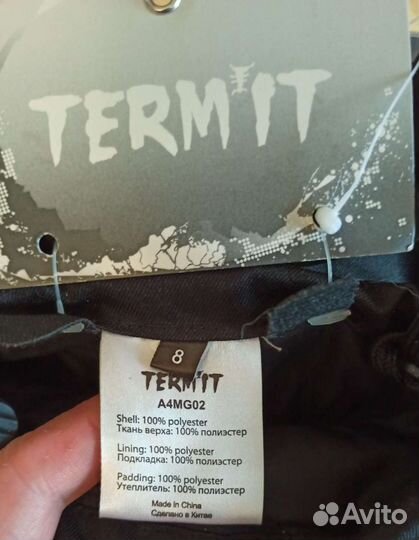 TERMIT
8
TERMIT
A4MG02
Shell: 100% polyester
Ткань верха: 100% полиэстер
Lining: 100% polyester
Подкладка: 100% полиэстер
Padding: 100% polyester
Утеплитель: 100% полиэстер
Made in China
Сделано в Китае
Avito